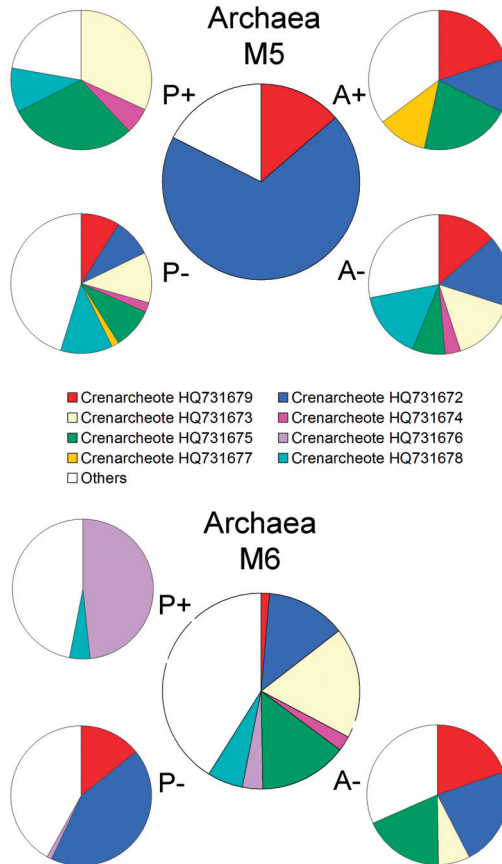 Archaea
M5
P+
A+
P-
A-
Crenarcheote HQ731679
Crenarcheote HQ731672
Crenarcheote HQ731673
Crenarcheote HQ731674
Crenarcheote HQ731675
Crenarcheote HQ731676
Crenarcheote HQ731677
Crenarcheote HQ731678
Others
Archaea
M6
P+
P-
A-